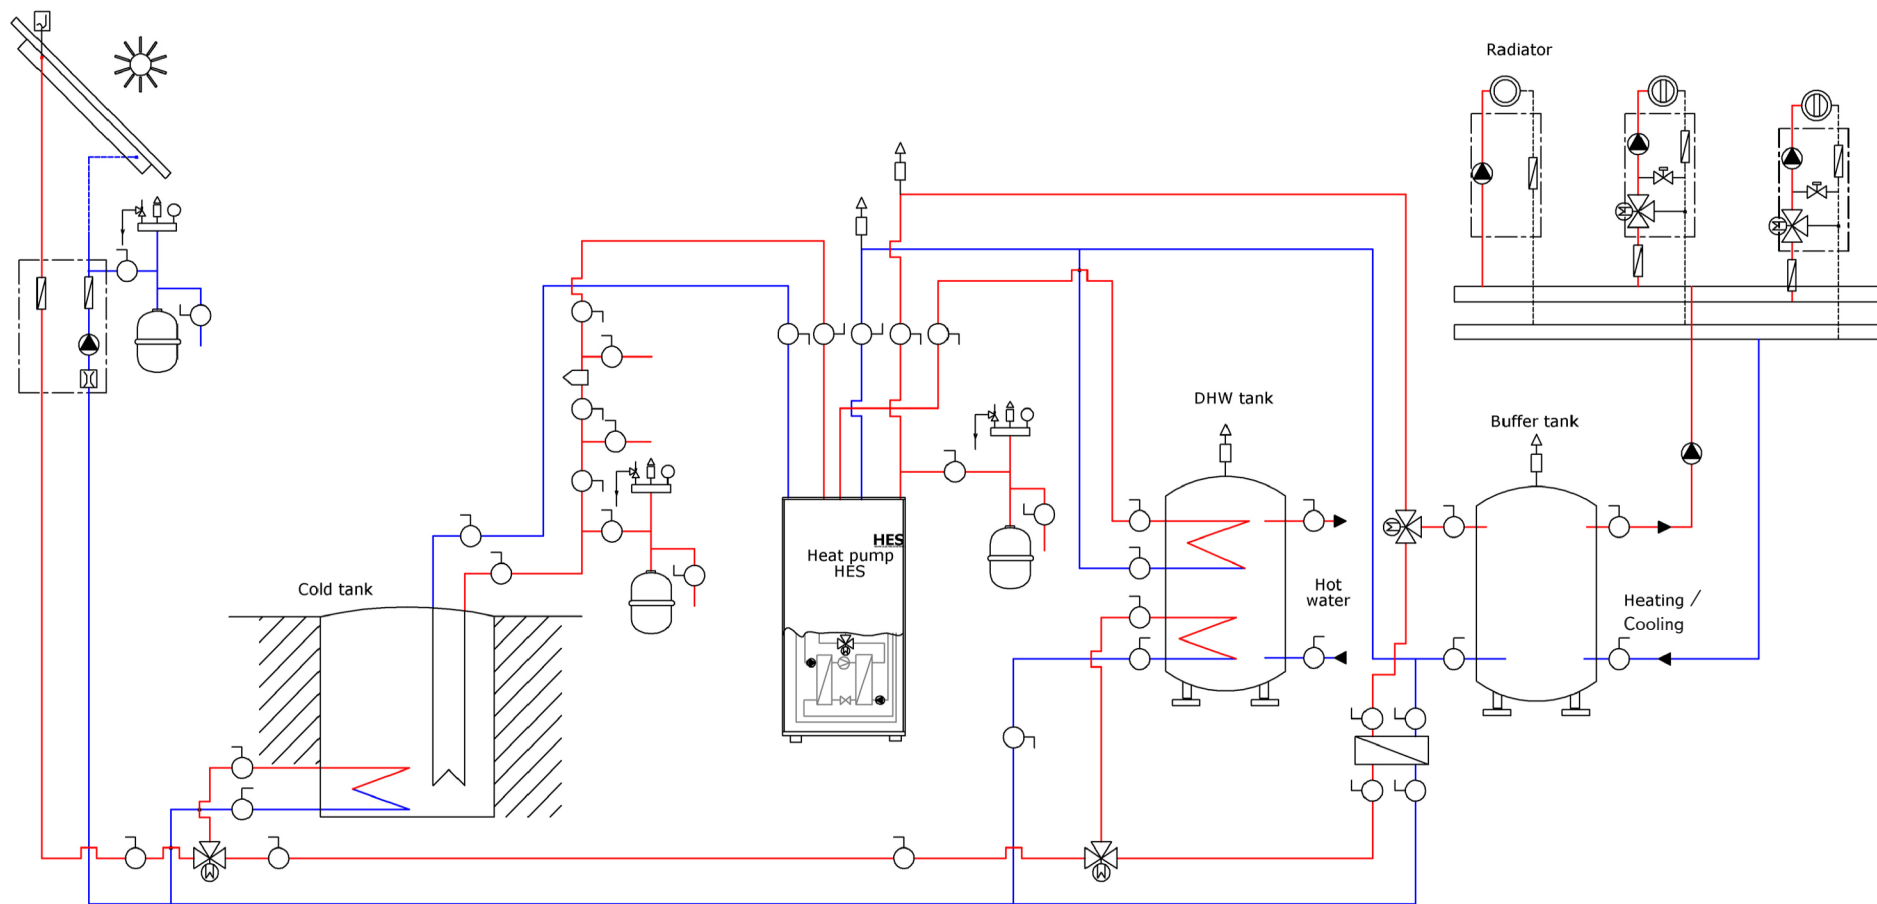 Radiator
DHW tank
Buffer tank
HES
Heat pump
HES
Cold tank
Hot
water
Heating /
Cooling